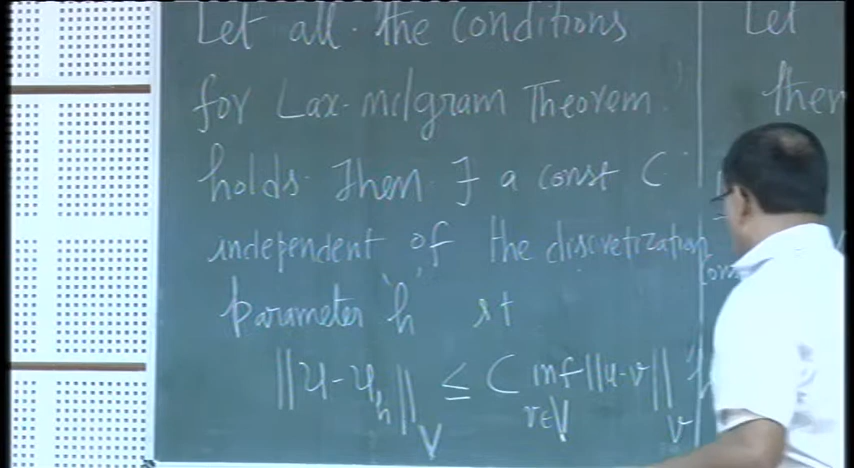 Let all the conditions
for Lax-milgram Theorem
holds. Then ∃ a const C
independent of the discretization
parameter 'h' st
‖u-u_h‖_V ≤ C inf_{v∈V} ‖u-v‖_V
Let
then